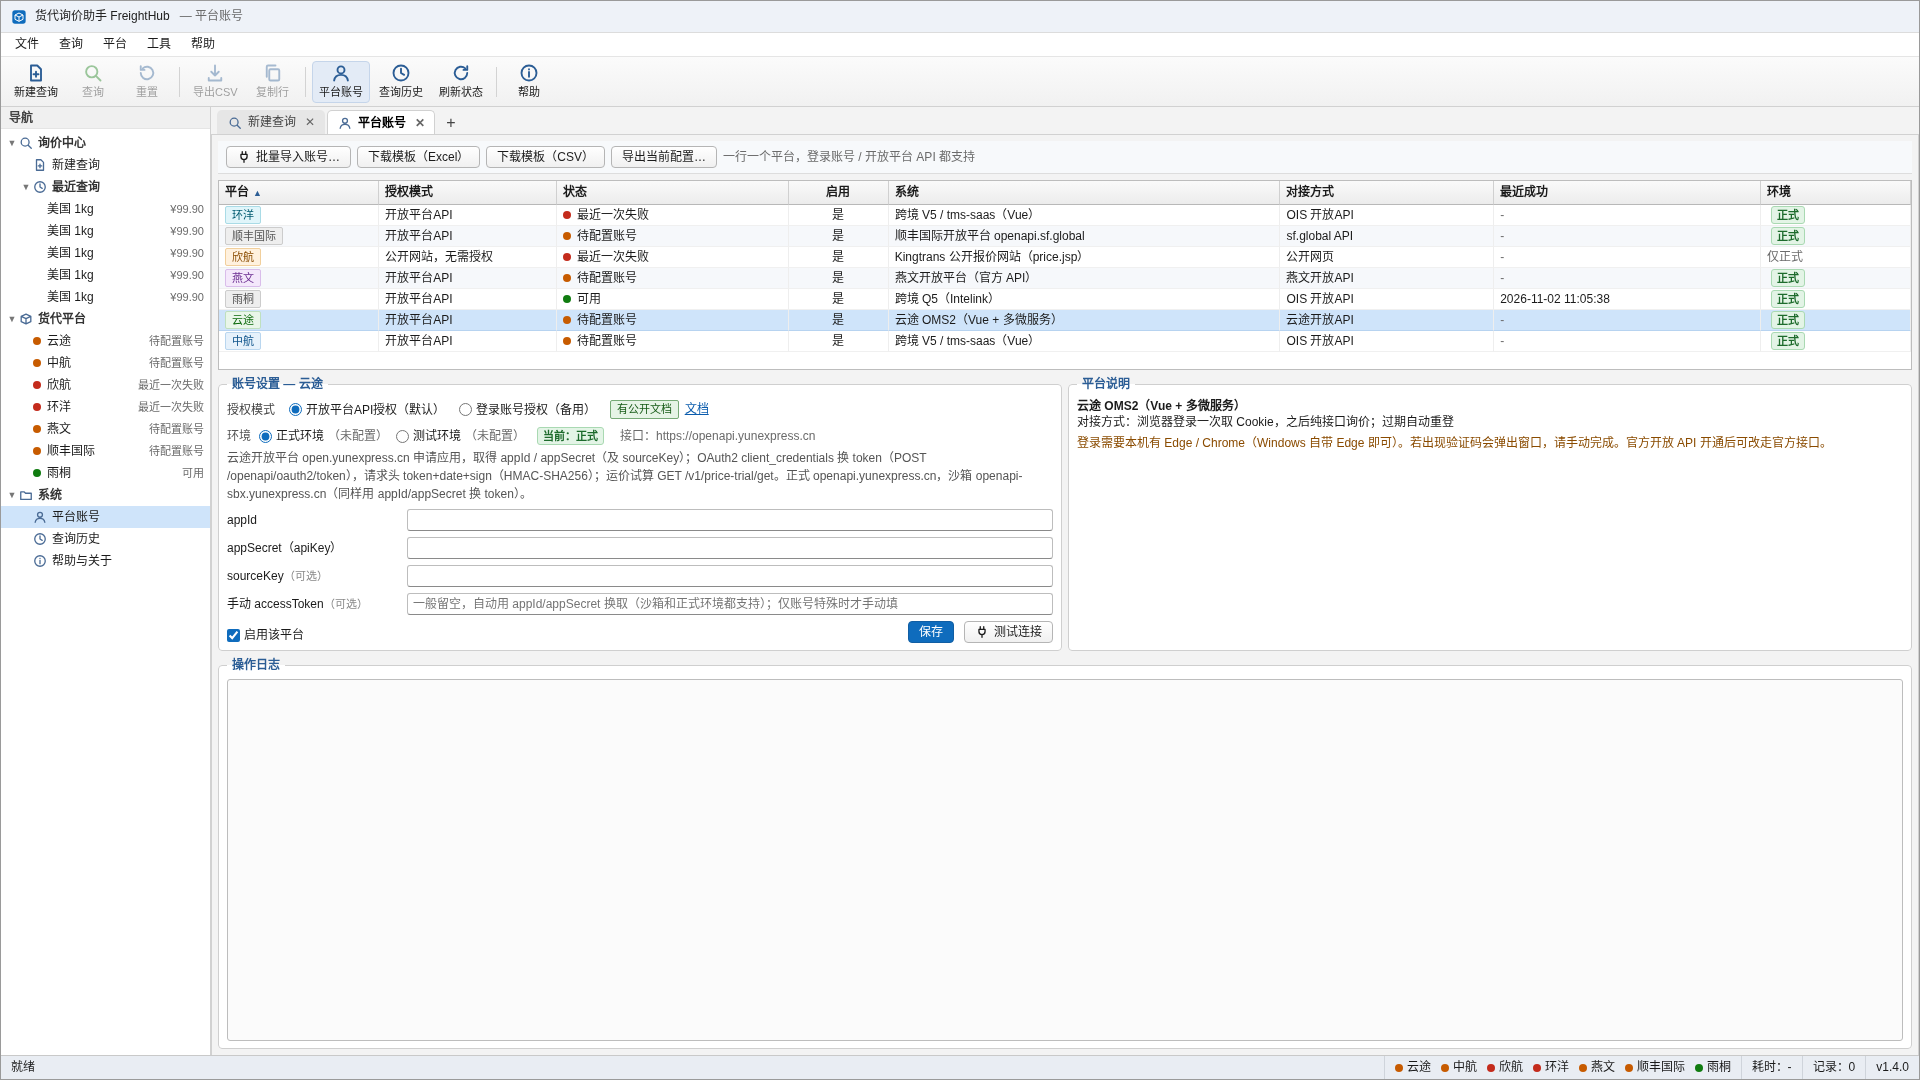 货代询价助手 FreightHub — 平台账号
文件 查询 平台 工具 帮助
新建查询 查询 重置 导出CSV 复制行 平台账号 查询历史 刷新状态 帮助
导航
询价中心
新建查询
最近查询
美国 1kg ¥99.90
美国 1kg ¥99.90
美国 1kg ¥99.90
美国 1kg ¥99.90
美国 1kg ¥99.90
货代平台
云途 待配置账号
中航 待配置账号
欣航 最近一次失败
环洋 最近一次失败
燕文 待配置账号
顺丰国际 待配置账号
雨桐 可用
系统
平台账号
查询历史
帮助与关于
新建查询 ✕ 平台账号 ✕ +
批量导入账号… 下载模板（Excel） 下载模板（CSV） 导出当前配置… 一行一个平台，登录账号 / 开放平台 API 都支持
平台 ▲ 授权模式 状态 启用 系统 对接方式 最近成功 环境
环洋 开放平台API 最近一次失败 是 跨境 V5 / tms-saas（Vue） OIS 开放API - 正式
顺丰国际 开放平台API 待配置账号 是 顺丰国际开放平台 openapi.sf.global sf.global API - 正式
欣航 公开网站，无需授权 最近一次失败 是 Kingtrans 公开报价网站（price.jsp） 公开网页 - 仅正式
燕文 开放平台API 待配置账号 是 燕文开放平台（官方 API） 燕文开放API - 正式
雨桐 开放平台API 可用 是 跨境 Q5（Intelink） OIS 开放API 2026-11-02 11:05:38 正式
云途 开放平台API 待配置账号 是 云途 OMS2（Vue + 多微服务） 云途开放API - 正式
中航 开放平台API 待配置账号 是 跨境 V5 / tms-saas（Vue） OIS 开放API - 正式
账号设置 — 云途
授权模式 开放平台API授权（默认） 登录账号授权（备用） 有公开文档 文档
环境 正式环境 （未配置） 测试环境 （未配置） 当前：正式 接口：https://openapi.yunexpress.cn
云途开放平台 open.yunexpress.cn 申请应用，取得 appId / appSecret（及 sourceKey）；OAuth2 client_credentials 换 token（POST
/openapi/oauth2/token），请求头 token+date+sign（HMAC-SHA256）；运价试算 GET /v1/price-trial/get。正式 openapi.yunexpress.cn，沙箱 openapi-
sbx.yunexpress.cn（同样用 appId/appSecret 换 token）。
appId
appSecret（apiKey）
sourceKey（可选）
手动 accessToken（可选） 一般留空，自动用 appId/appSecret 换取（沙箱和正式环境都支持）；仅账号特殊时才手动填
启用该平台 保存 测试连接
平台说明
云途 OMS2（Vue + 多微服务）
对接方式：浏览器登录一次取 Cookie，之后纯接口询价；过期自动重登
登录需要本机有 Edge / Chrome（Windows 自带 Edge 即可）。若出现验证码会弹出窗口，请手动完成。官方开放 API 开通后可改走官方接口。
操作日志
就绪 云途 中航 欣航 环洋 燕文 顺丰国际 雨桐 耗时：- 记录：0 v1.4.0